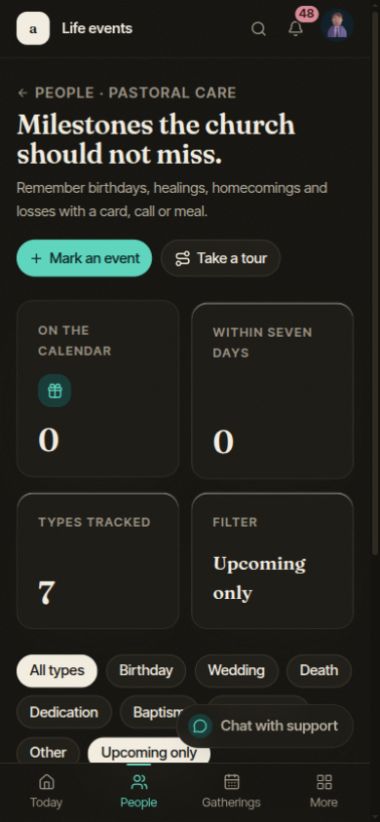 a Life events 48
← PEOPLE · PASTORAL CARE
Milestones the church
should not miss.
Remember birthdays, healings, homecomings and
losses with a card, call or meal.
+ Mark an event Take a tour
ON THE
CALENDAR
0
WITHIN SEVEN
DAYS
0
TYPES TRACKED
7
FILTER
Upcoming
only
All types Birthday Wedding Death
Dedication Baptism
Chat with support
Other Upcoming only
Today People Gatherings More